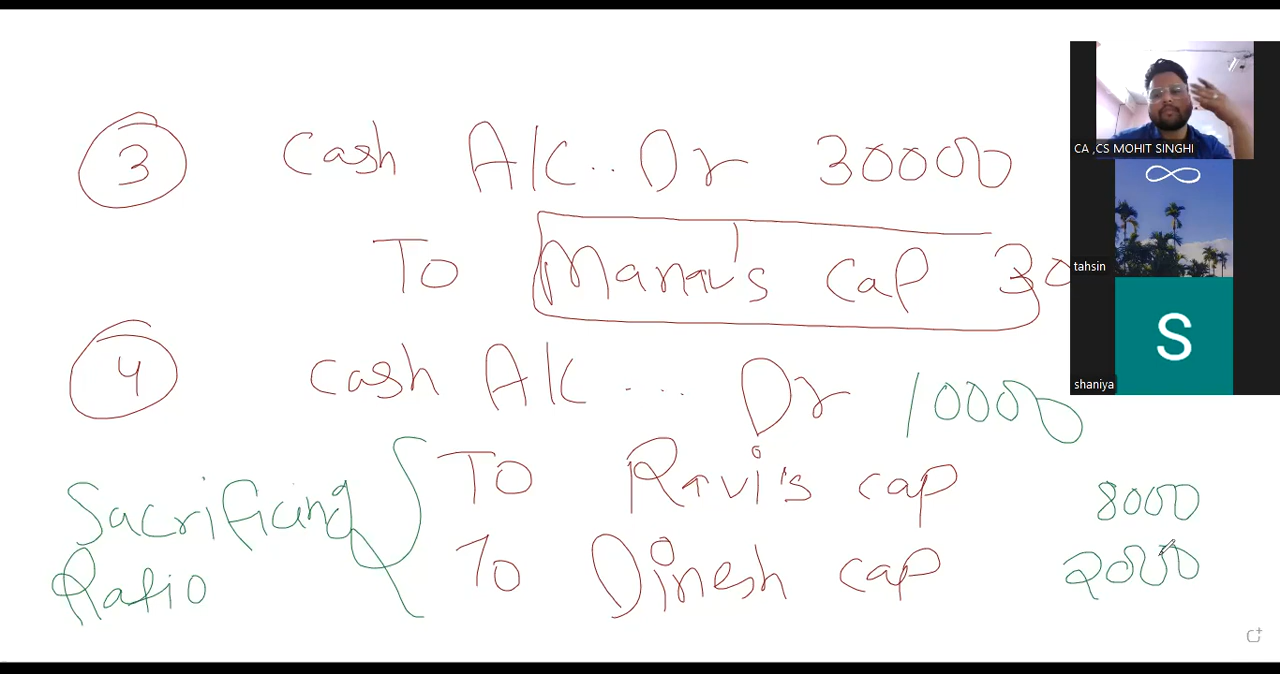 3 Cash A/C.. Dr 30000
To Manav's cap 30
4 Cash A/C ... Dr 10000
Sacrificing Ratio
To Ravi's cap 8000
To Dinesh cap 2000
CA ,CS MOHIT SINGHI
tahsin
S
shaniya